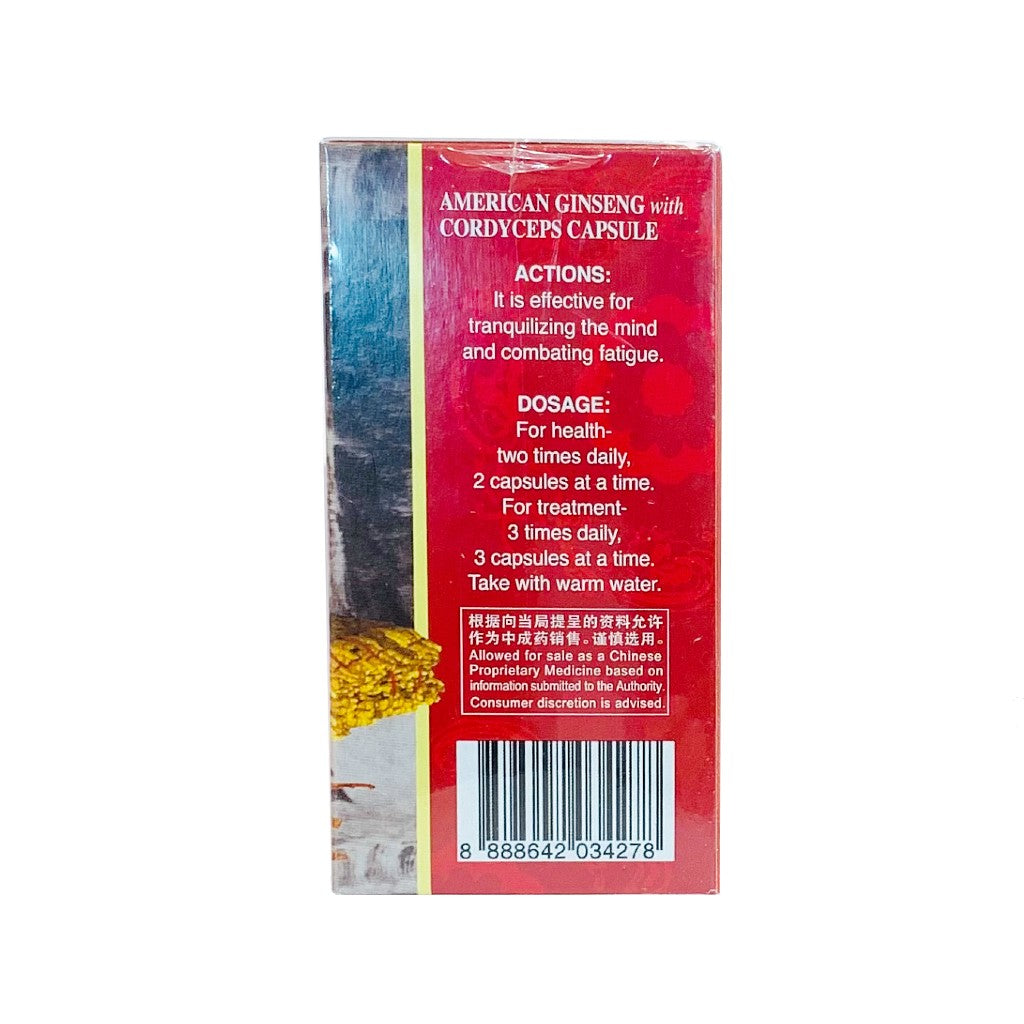 AMERICAN GINSENG with
CORDYCEPS CAPSULE
ACTIONS:
It is effective for
tranquilizing the mind
and combating fatigue.
DOSAGE:
For health-
two times daily,
2 capsules at a time.
For treatment-
3 times daily,
3 capsules at a time.
Take with warm water.
根据向当局提呈的资料允许
作为中成药销售。谨慎选用。
Allowed for sale as a Chinese
Proprietary Medicine based on
information submitted to the Authority.
Consumer discretion is advised.
8 888642 034278